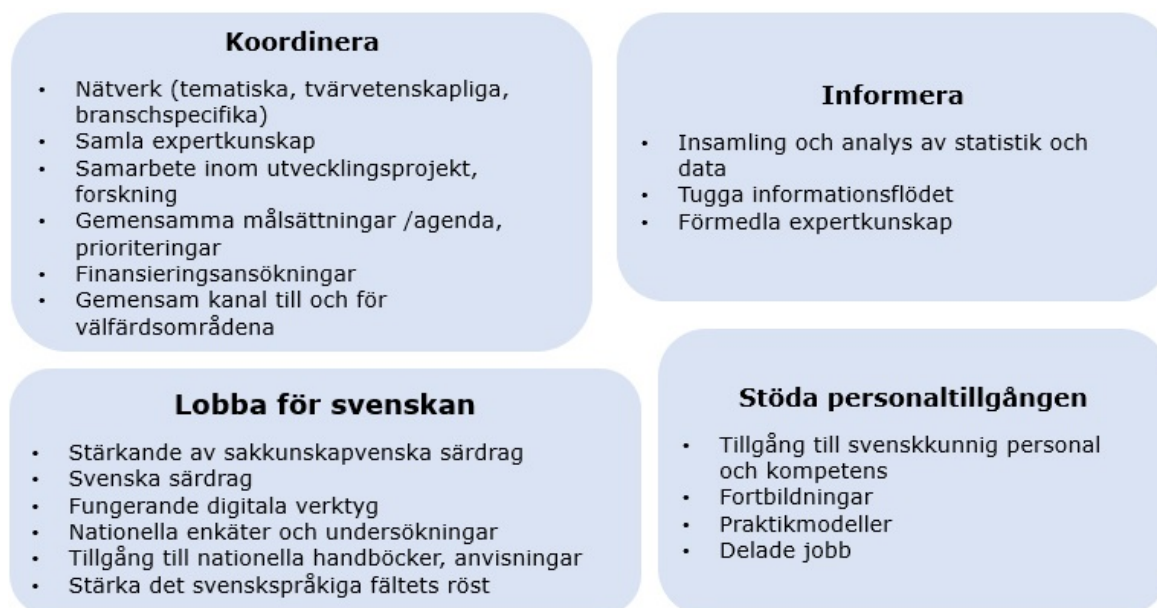 Koordinera
• Nätverk (tematiska, tvärvetenskapliga,
branschspecifika)
• Samla expertkunskap
• Samarbete inom utvecklingsprojekt,
forskning
• Gemensamma målsättningar /agenda,
prioriteringar
• Finansieringsansökningar
• Gemensam kanal till och för
välfärdsområdena
Informera
• Insamling och analys av statistik och
data
• Tugga informationsflödet
• Förmedla expertkunskap
Lobba för svenskan
• Stärkande av sakkunskapvenska särdrag
• Svenska särdrag
• Fungerande digitala verktyg
• Nationella enkäter och undersökningar
• Tillgång till nationella handböcker, anvisningar
• Stärka det svenskspråkiga fältets röst
Stöda personaltillgången
• Tillgång till svenskkunnig personal
och kompetens
• Fortbildningar
• Praktikmodeller
• Delade jobb